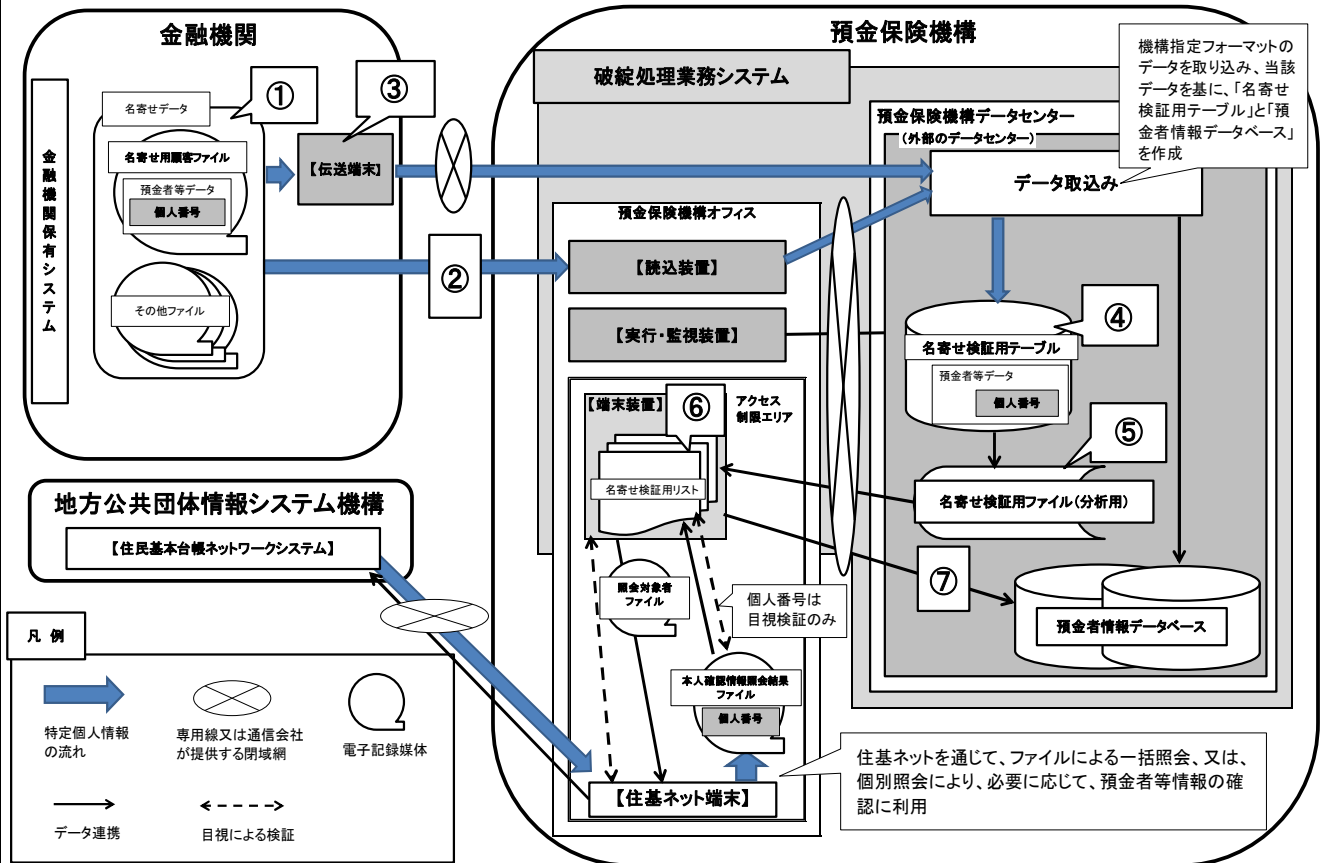 金融機関
金融機関保有システム
名寄せデータ
①
③
名寄せ用顧客ファイル
預金者等データ
個人番号
【伝送端末】
その他ファイル
②
預金保険機構
破綻処理業務システム
機構指定フォーマットの
データを取り込み、当該
データを基に、「名寄せ
検証用テーブル」と「預
金者情報データベース」
を作成
預金保険機構データセンター
(外部のデータセンター)
データ取込み
預金保険機構オフィス
【読込装置】
【実行・監視装置】
④
名寄せ検証用テーブル
預金者等データ
個人番号
⑤
名寄せ検証用ファイル(分析用)
【端末装置】
⑥
アクセス
制限エリア
名寄せ検証用リスト
⑦
預金者情報データベース
照会対象者
ファイル
個人番号は
目視検証のみ
本人確認情報照会結果
ファイル
個人番号
【住基ネット端末】
住基ネットを通じて、ファイルによる一括照会、又は、
個別照会により、必要に応じて、預金者等情報の確
認に利用
地方公共団体情報システム機構
【住民基本台帳ネットワークシステム】
凡 例
特定個人情報
の流れ
専用線又は通信会社
が提供する閉域網
電子記録媒体
データ連携
目視による検証